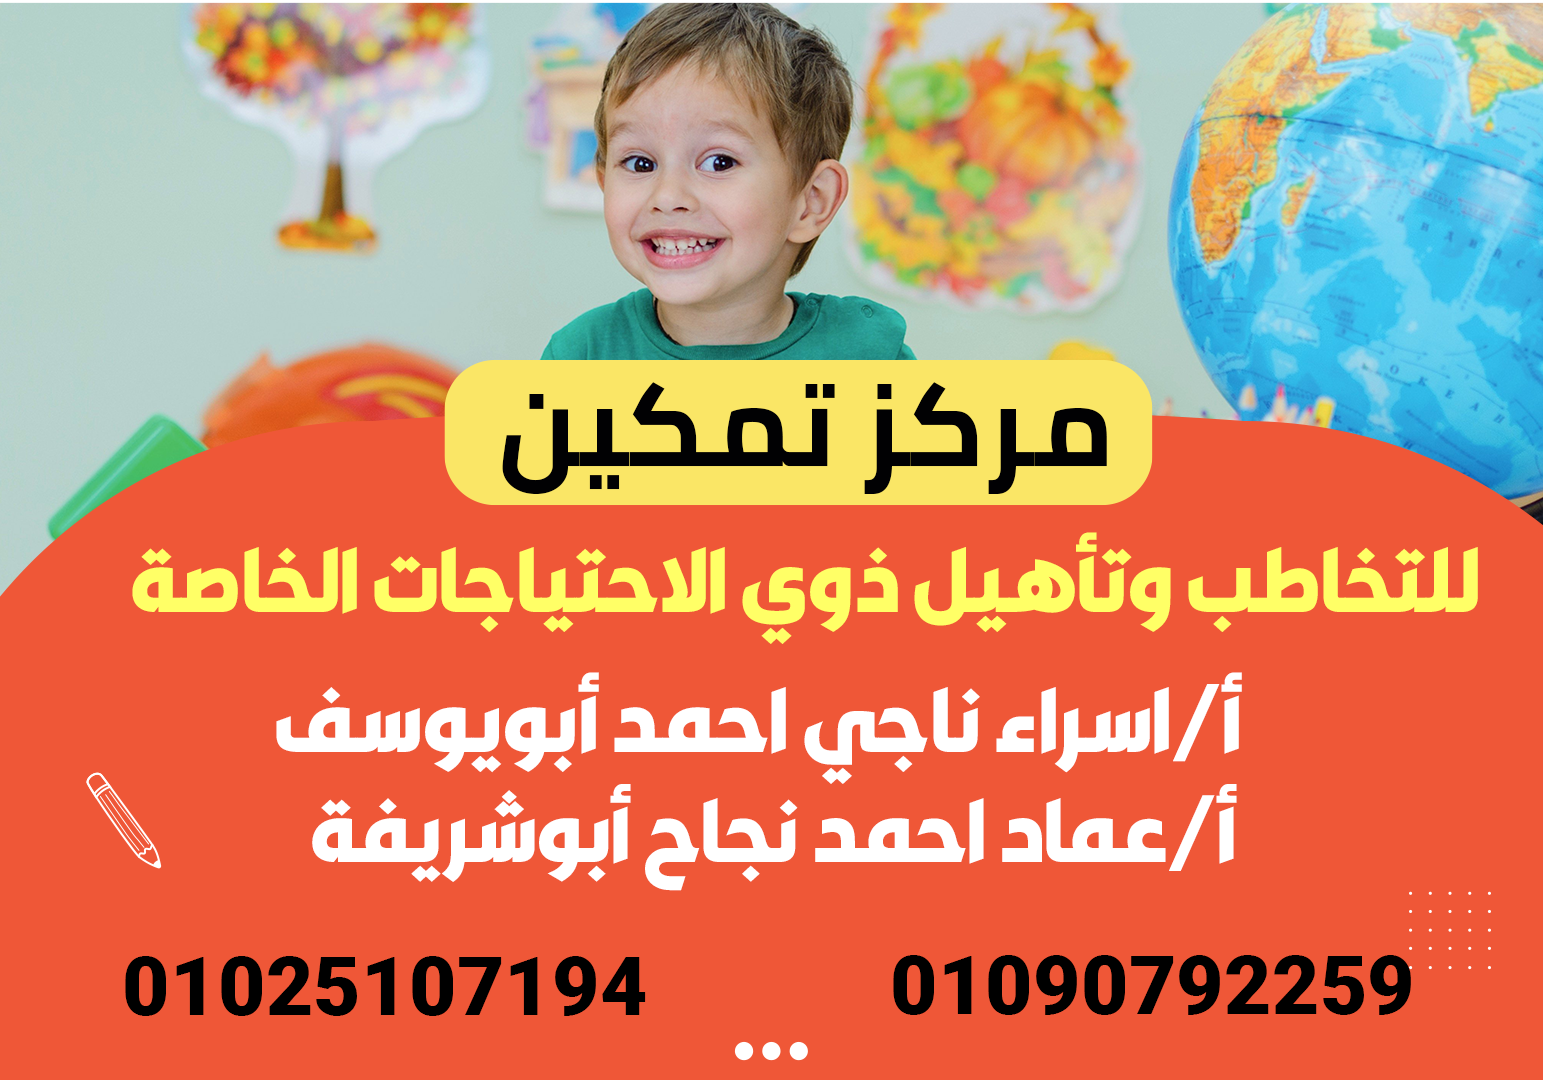 مركز تمكين
للتخاطب وتأهيل ذوي الاحتياجات الخاصة
أ/اسراء ناجي احمد أبويوسف
أ/عماد احمد نجاح أبوشريفة
01025107194 01090792259